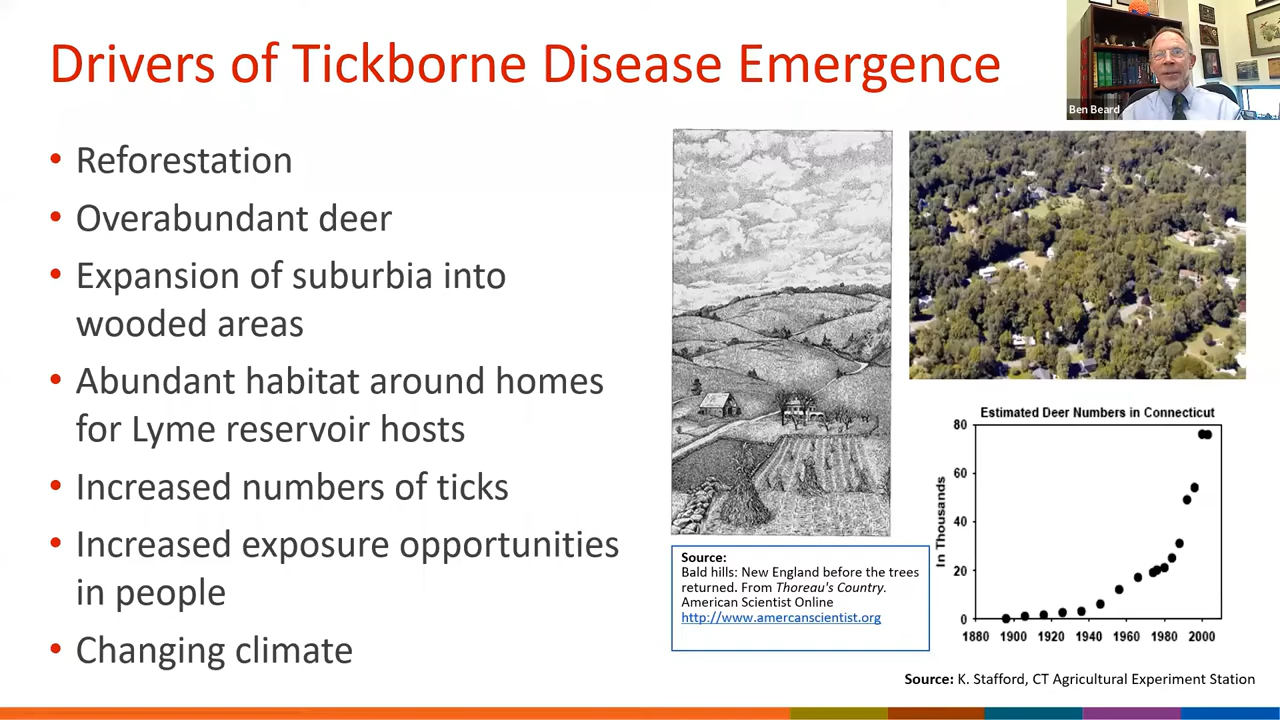 Drivers of Tickborne Disease Emergence
Ben Beard
• Reforestation
• Overabundant deer
• Expansion of suburbia into
wooded areas
• Abundant habitat around homes
for Lyme reservoir hosts
• Increased numbers of ticks
• Increased exposure opportunities
in people
• Changing climate
Source:
Bald hills: New England before the trees
returned. From Thoreau's Country.
American Scientist Online
http://www.amercanscientist.org
Estimated Deer Numbers in Connecticut
In Thousands
80
60
40
20
0
1880 1900 1920 1940 1960 1980 2000
Source: K. Stafford, CT Agricultural Experiment Station